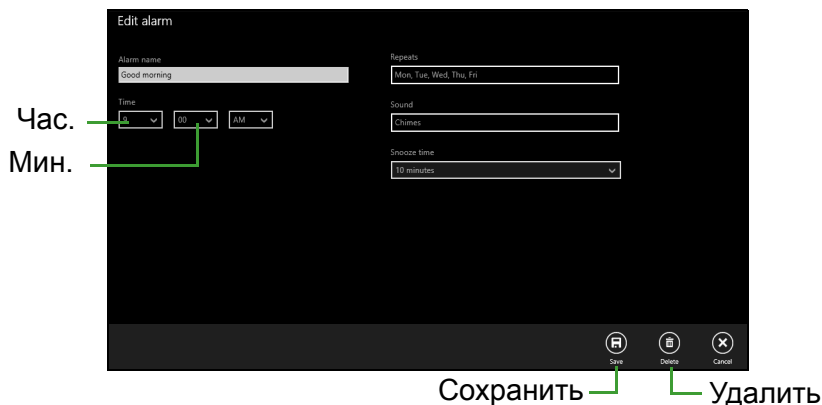 Edit alarm
Alarm name
Good morning
Time
00
AM
Repeats
Mon, Tue, Wed, Thu, Fri
Sound
Chimes
Snooze time
10 minutes
Час.
Мин.
Save
Delete
Cancel
Сохранить
Удалить